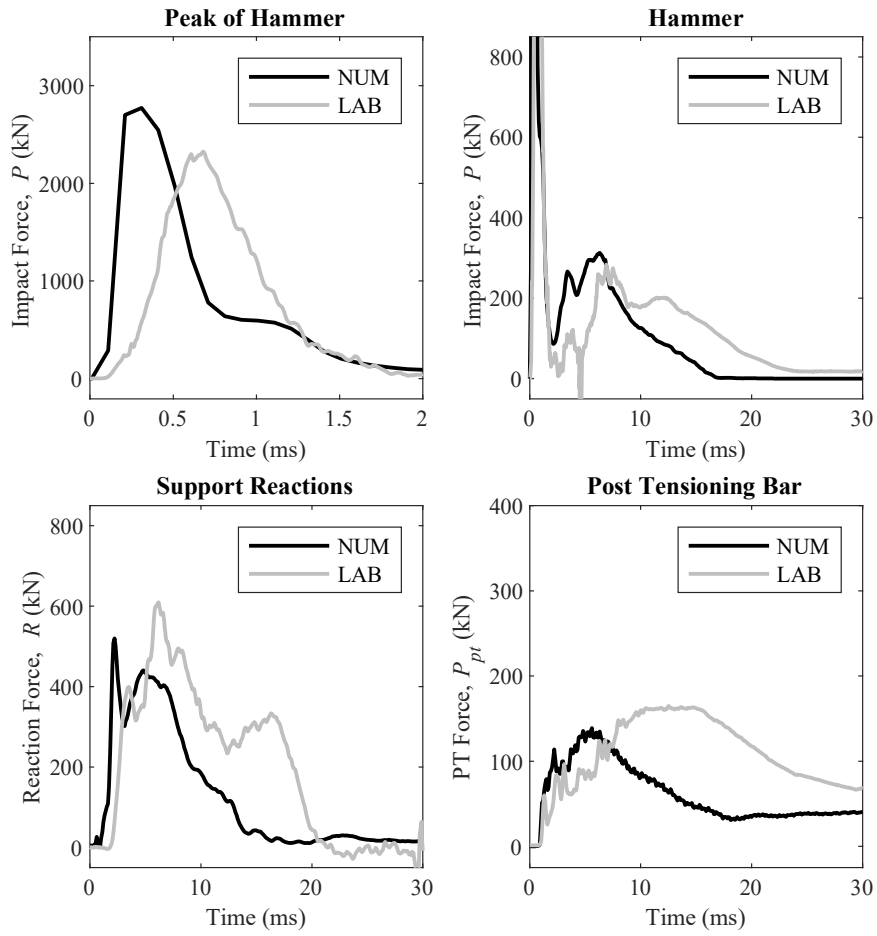 Peak of Hammer
Impact Force, P (kN)
3000
2000
1000
0
NUM
LAB
0 0.5 1 1.5 2
Time (ms)
Hammer
Impact Force, P (kN)
800
600
400
200
0
NUM
LAB
0 10 20 30
Time (ms)
Support Reactions
Reaction Force, R (kN)
800
600
400
200
0
NUM
LAB
0 10 20 30
Time (ms)
Post Tensioning Bar
PT Force, P pt (kN)
400
300
200
100
0
NUM
LAB
0 10 20 30
Time (ms)